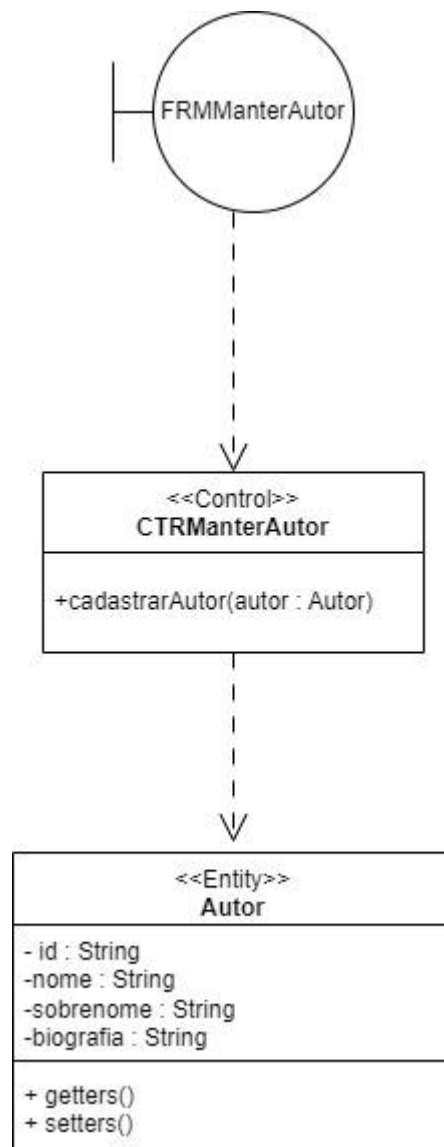 FRMManterAutor
<<Control>>
CTRManterAutor
+cadastrarAutor(autor : Autor)
<<Entity>>
Autor
- id : String
-nome : String
-sobrenome : String
-biografia : String
+ getters()
+ setters()